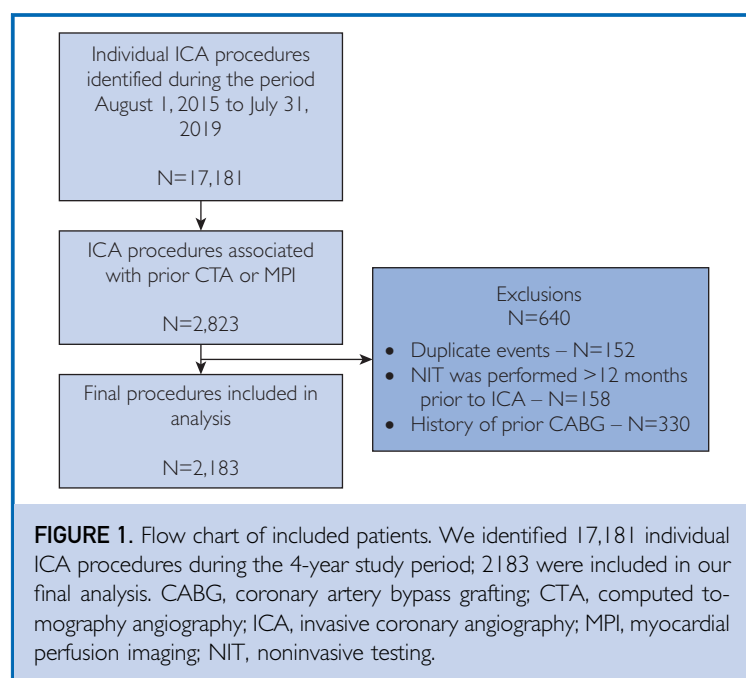 Individual ICA procedures
identified during the period
August 1, 2015 to July 31,
2019
N=17,181
ICA procedures associated
with prior CTA or MPI
N=2,823
Exclusions
N=640
• Duplicate events – N=152
• NIT was performed >12 months
prior to ICA – N=158
• History of prior CABG – N=330
Final procedures included in
analysis
N=2,183
FIGURE 1. Flow chart of included patients. We identified 17,181 individual
ICA procedures during the 4-year study period; 2183 were included in our
final analysis. CABG, coronary artery bypass grafting; CTA, computed to-
mography angiography; ICA, invasive coronary angiography; MPI, myocardial
perfusion imaging; NIT, noninvasive testing.